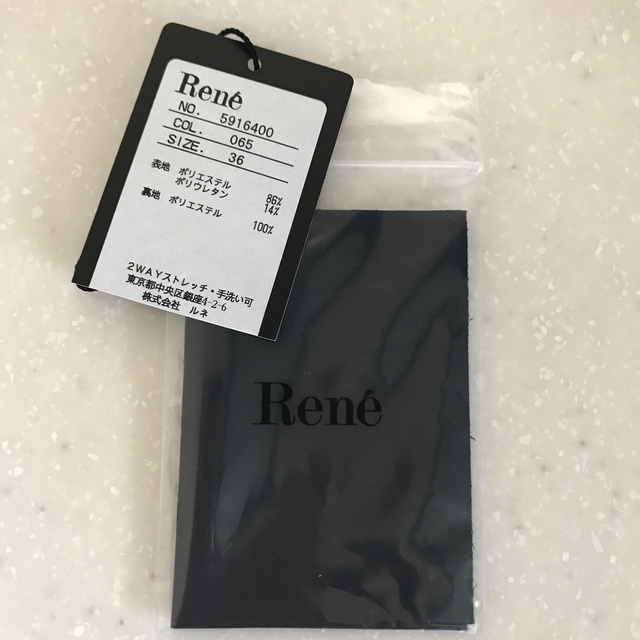 René
NO. 5916400
COL. 065
SIZE. 36
表地 ポリエステル 86%
ポリウレタン 14%
裏地 ポリエステル 100%
2WAYストレッチ・手洗い可
東京都中央区銀座4-2-6
株式会社 ルネ
René